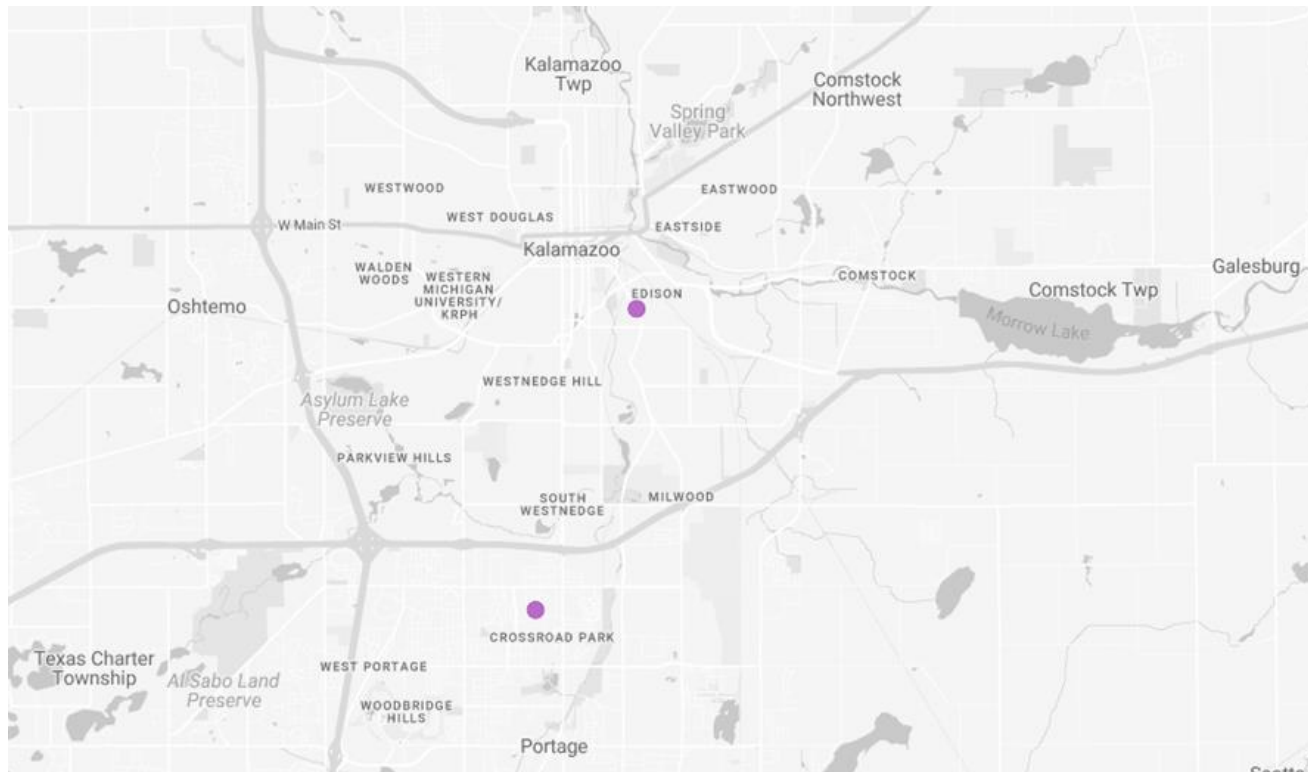 Kalamazoo
Twp
Comstock
Northwest
Spring
Valley Park
WESTWOOD
EASTWOOD
WEST DOUGLAS
W Main St
EASTSIDE
Kalamazoo
WALDEN
WOODS
WESTERN
MICHIGAN
UNIVERSITY/
KRPH
COMSTOCK
Galesburg
EDISON
Comstock Twp
Oshtemo
Morrow Lake
WESTNEDGE HILL
Asylum Lake
Preserve
PARKVIEW HILLS
SOUTH
WESTNEDGE
MILWOOD
CROSSROAD PARK
Texas Charter
Township
WEST PORTAGE
Al Sabo Land
Preserve
WOODBRIDGE
HILLS
Portage